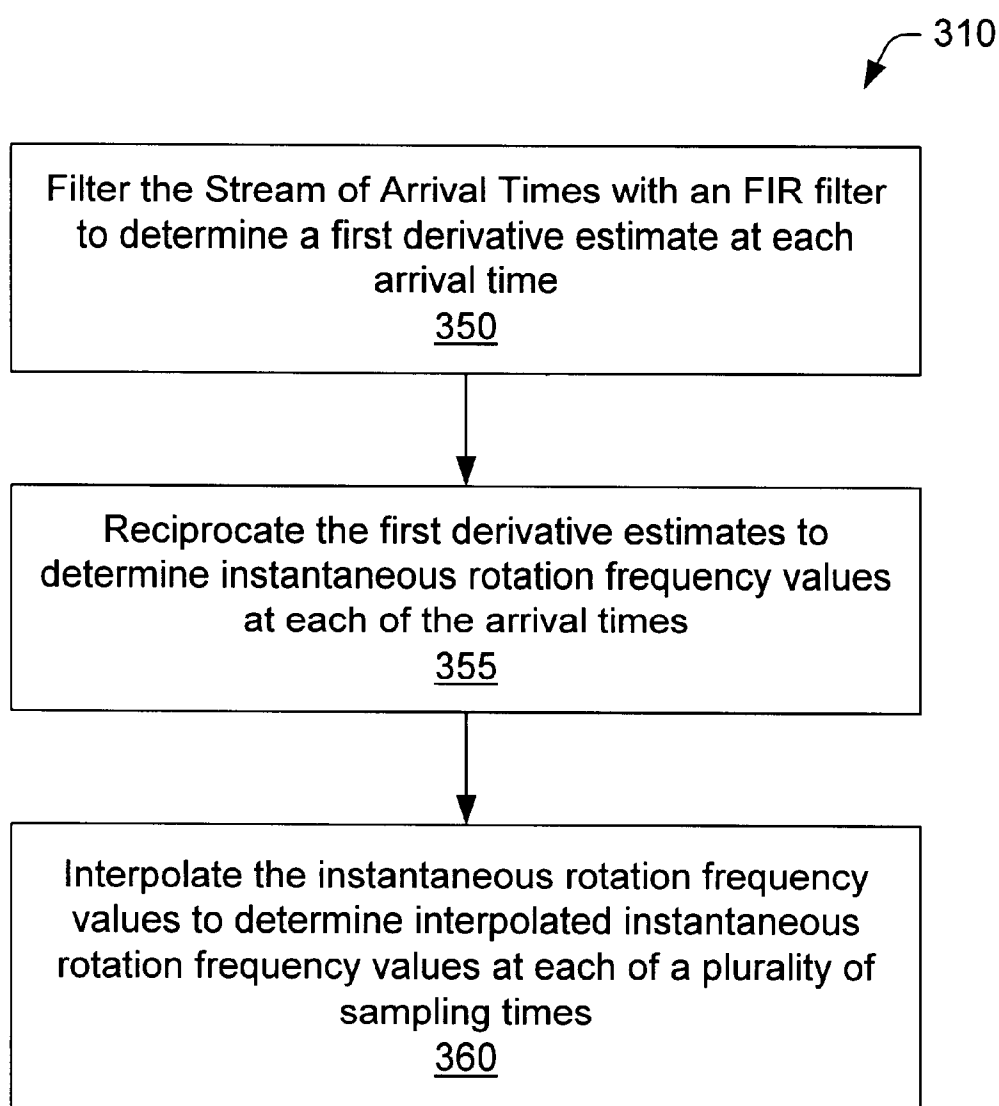 310
Filter the Stream of Arrival Times with an FIR filter
to determine a first derivative estimate at each
arrival time
350
Reciprocate the first derivative estimates to
determine instantaneous rotation frequency values
at each of the arrival times
355
Interpolate the instantaneous rotation frequency
values to determine interpolated instantaneous
rotation frequency values at each of a plurality of
sampling times
360